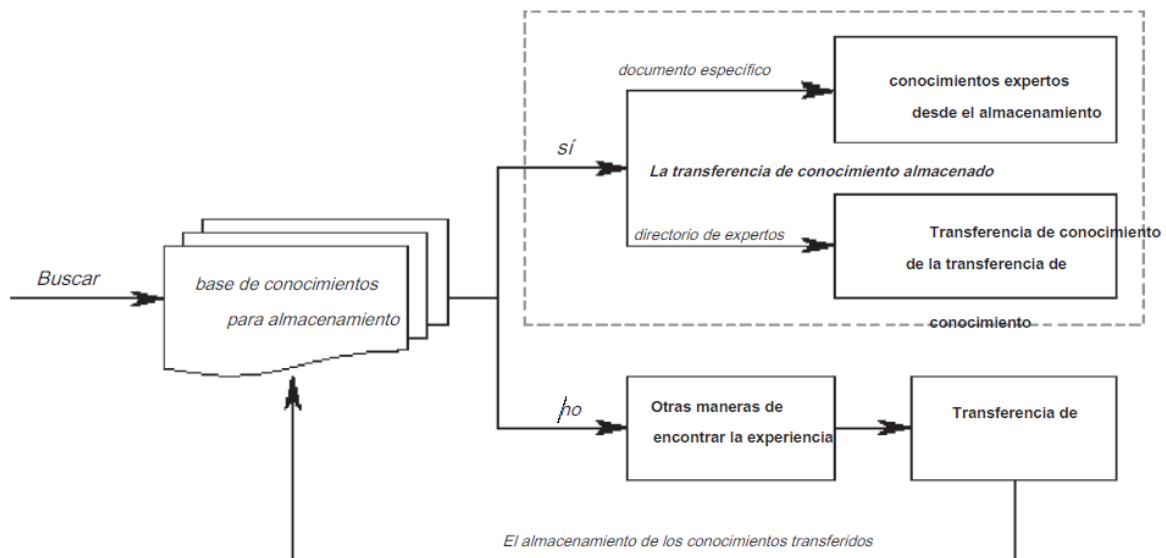 documento específico
conocimientos expertos
desde el almacenamiento
sí
La transferencia de conocimiento almacenado
directorio de expertos
Transferencia de conocimiento
de la transferencia de
conocimiento
Buscar
base de conocimientos
para almacenamiento
no
Otras maneras de
encontrar la experiencia
Transferencia de
El almacenamiento de los conocimientos transferidos